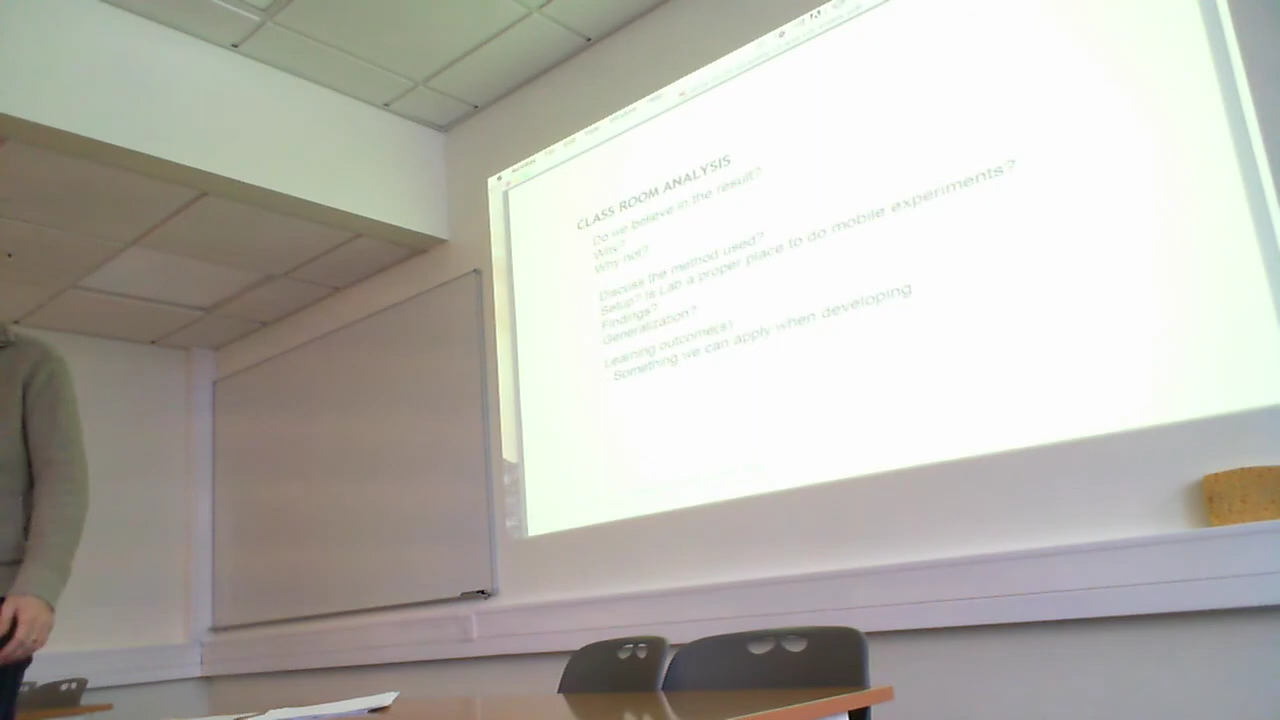 CLASS ROOM ANALYSIS
Do we believe in the result?
Why?
Why not?
Discuss the method used?
Setup? Is Lab a proper place to do mobile experiments?
Findings?
Generalization?
Learning outcome(s)
Something we can apply when developing